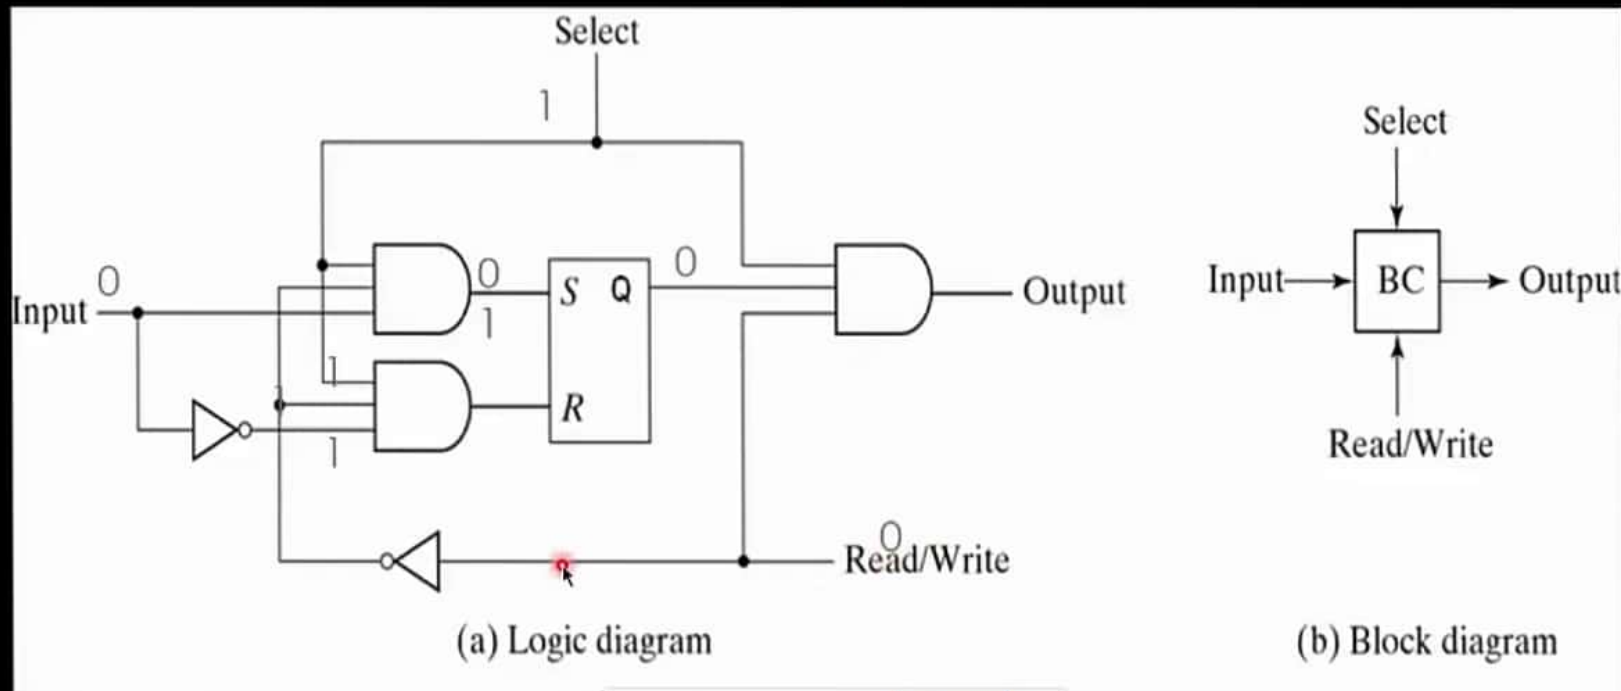 Select
1
Select
0
0
0
S Q
Input
1
Output
Input
BC
Output
1
R
1
Read/Write
0
Read/Write
(a) Logic diagram
(b) Block diagram